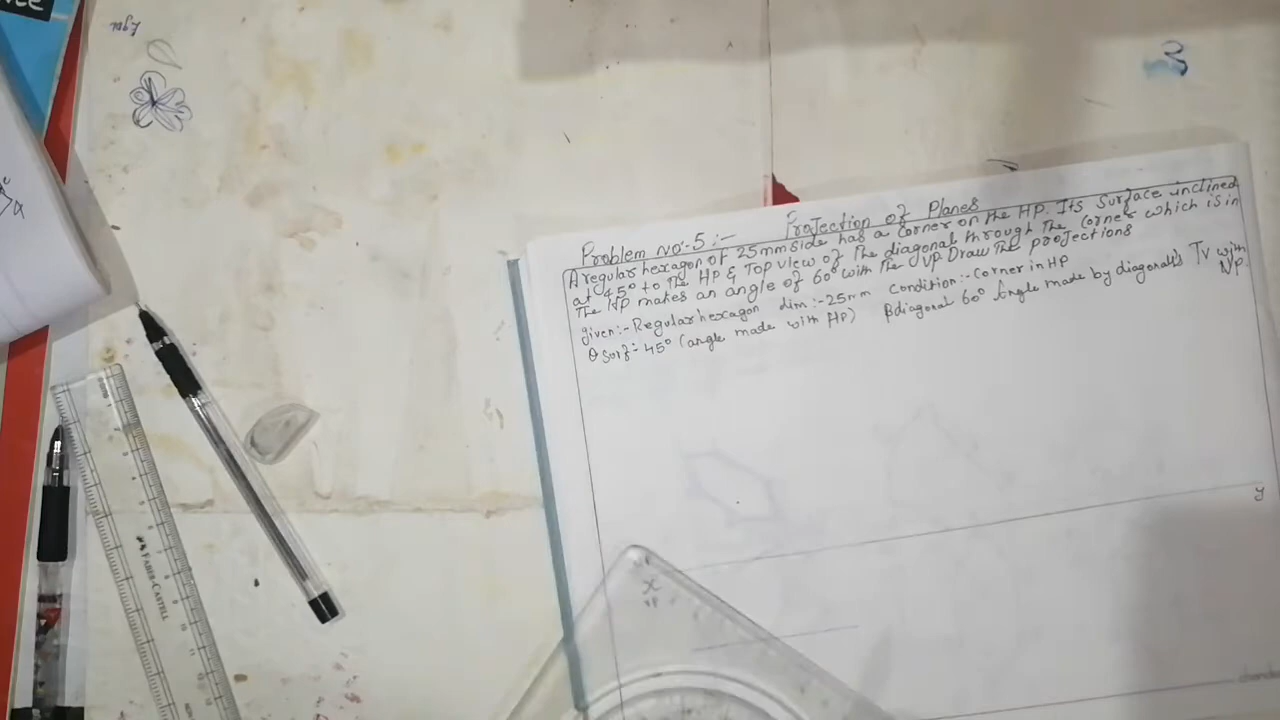 Projection of Planes
Problem No:-5:-
A regular hexagon of 25mm side has a corner on the HP. Its surface inclined
at 45° to the HP & Top view of the diagonal through the corner which is in
The HP makes an angle of 60° with the VP Draw the projections
given:- Regular hexagon dim:-25mm condition:- Corner in HP
θ surf = 45° (angle made with HP) β diagonal 60° Angle made by diagonal's TV with VP.
y
x
FABER-CASTELL